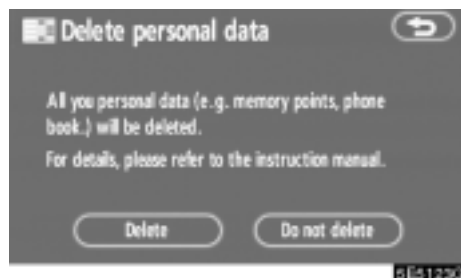 Delete personal data
All you personal data (e.g. memory points, phone
book.) will be deleted.
For details, please refer to the instruction manual.
Delete
Do not delete